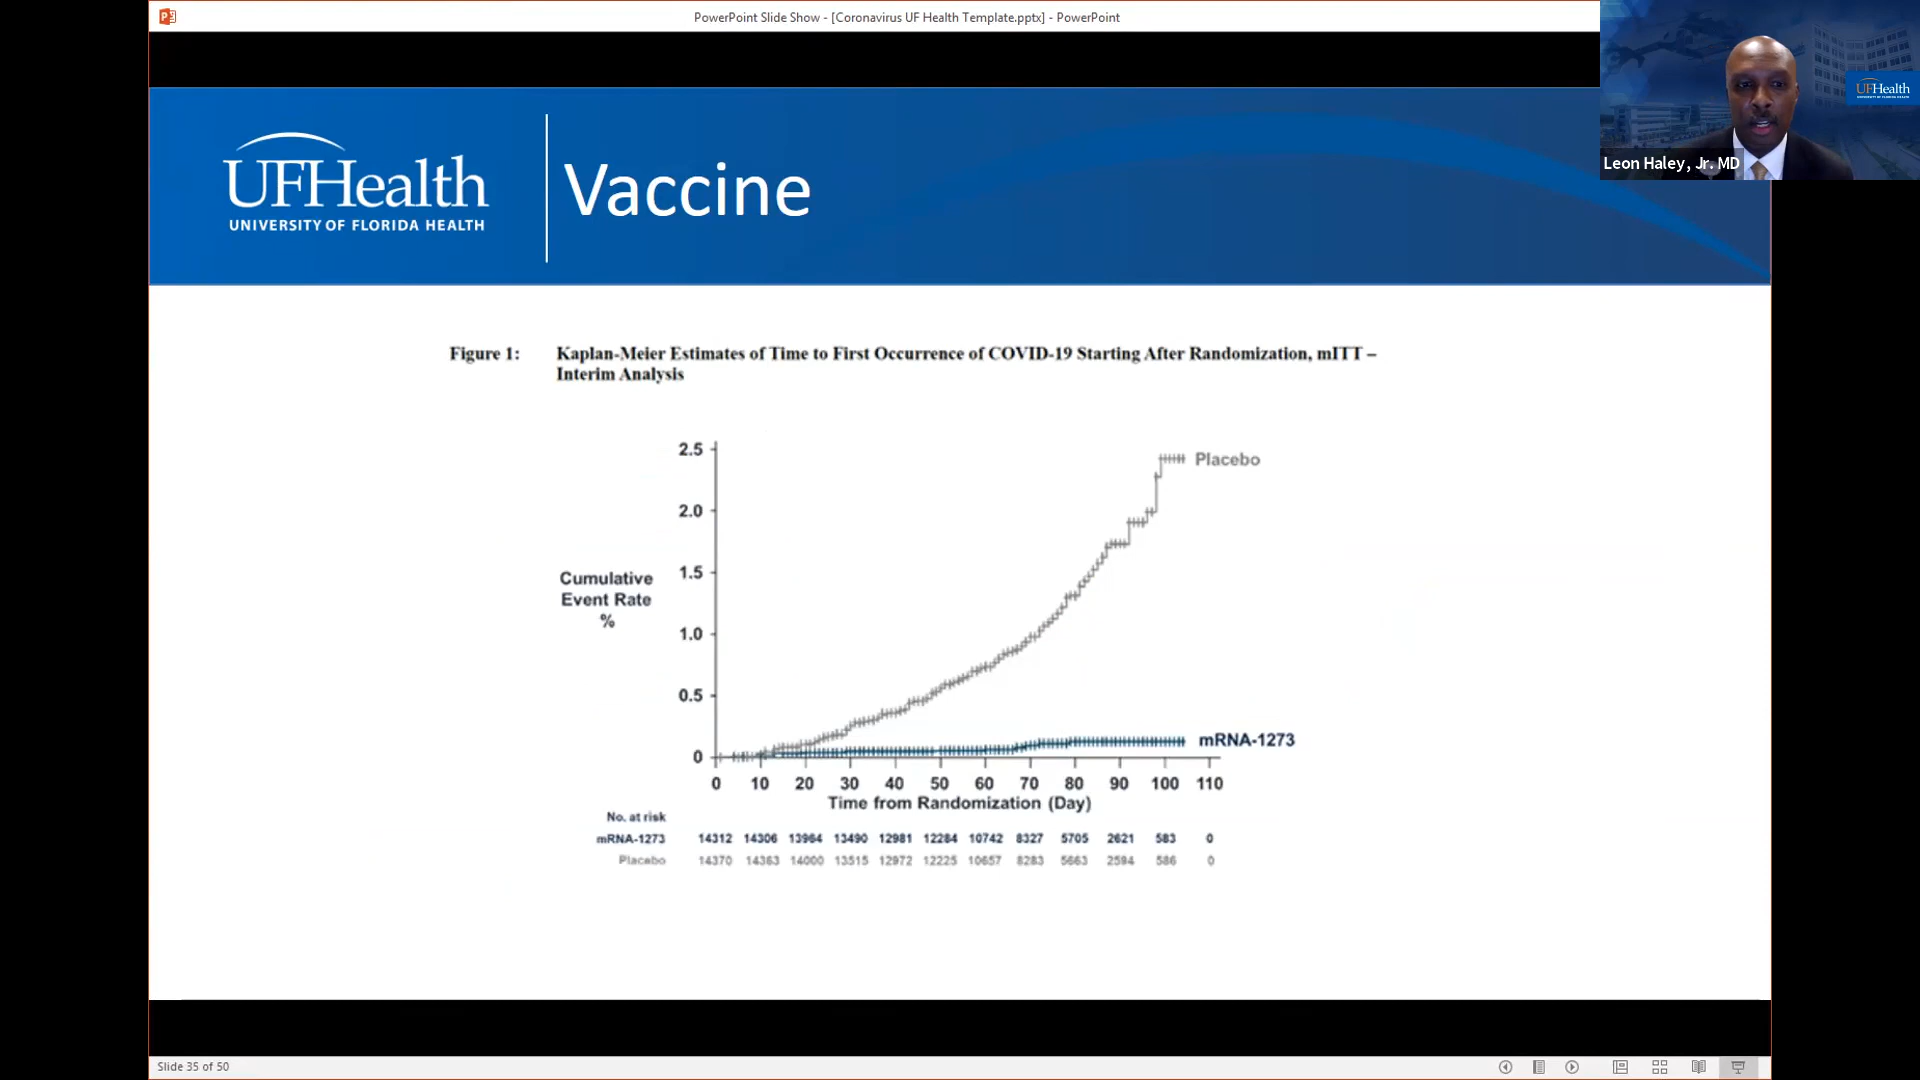 PowerPoint Slide Show - [Coronavirus UF Health Template.pptx] - PowerPoint
UFHealth
Leon Haley, Jr. MD
UFHealth
UNIVERSITY OF FLORIDA HEALTH
Vaccine
Figure 1: Kaplan-Meier Estimates of Time to First Occurrence of COVID-19 Starting After Randomization, mITT –
Interim Analysis
2.5
Placebo
2.0
Cumulative
Event Rate
%
1.5
1.0
0.5
mRNA-1273
0
0 10 20 30 40 50 60 70 80 90 100 110
Time from Randomization (Day)
No. at risk
mRNA-1273 14312 14306 13964 13490 12981 12284 10742 8327 5705 2621 583 0
Placebo 14370 14363 14000 13515 12972 12225 10657 8283 5663 2594 586 0
Slide 35 of 50